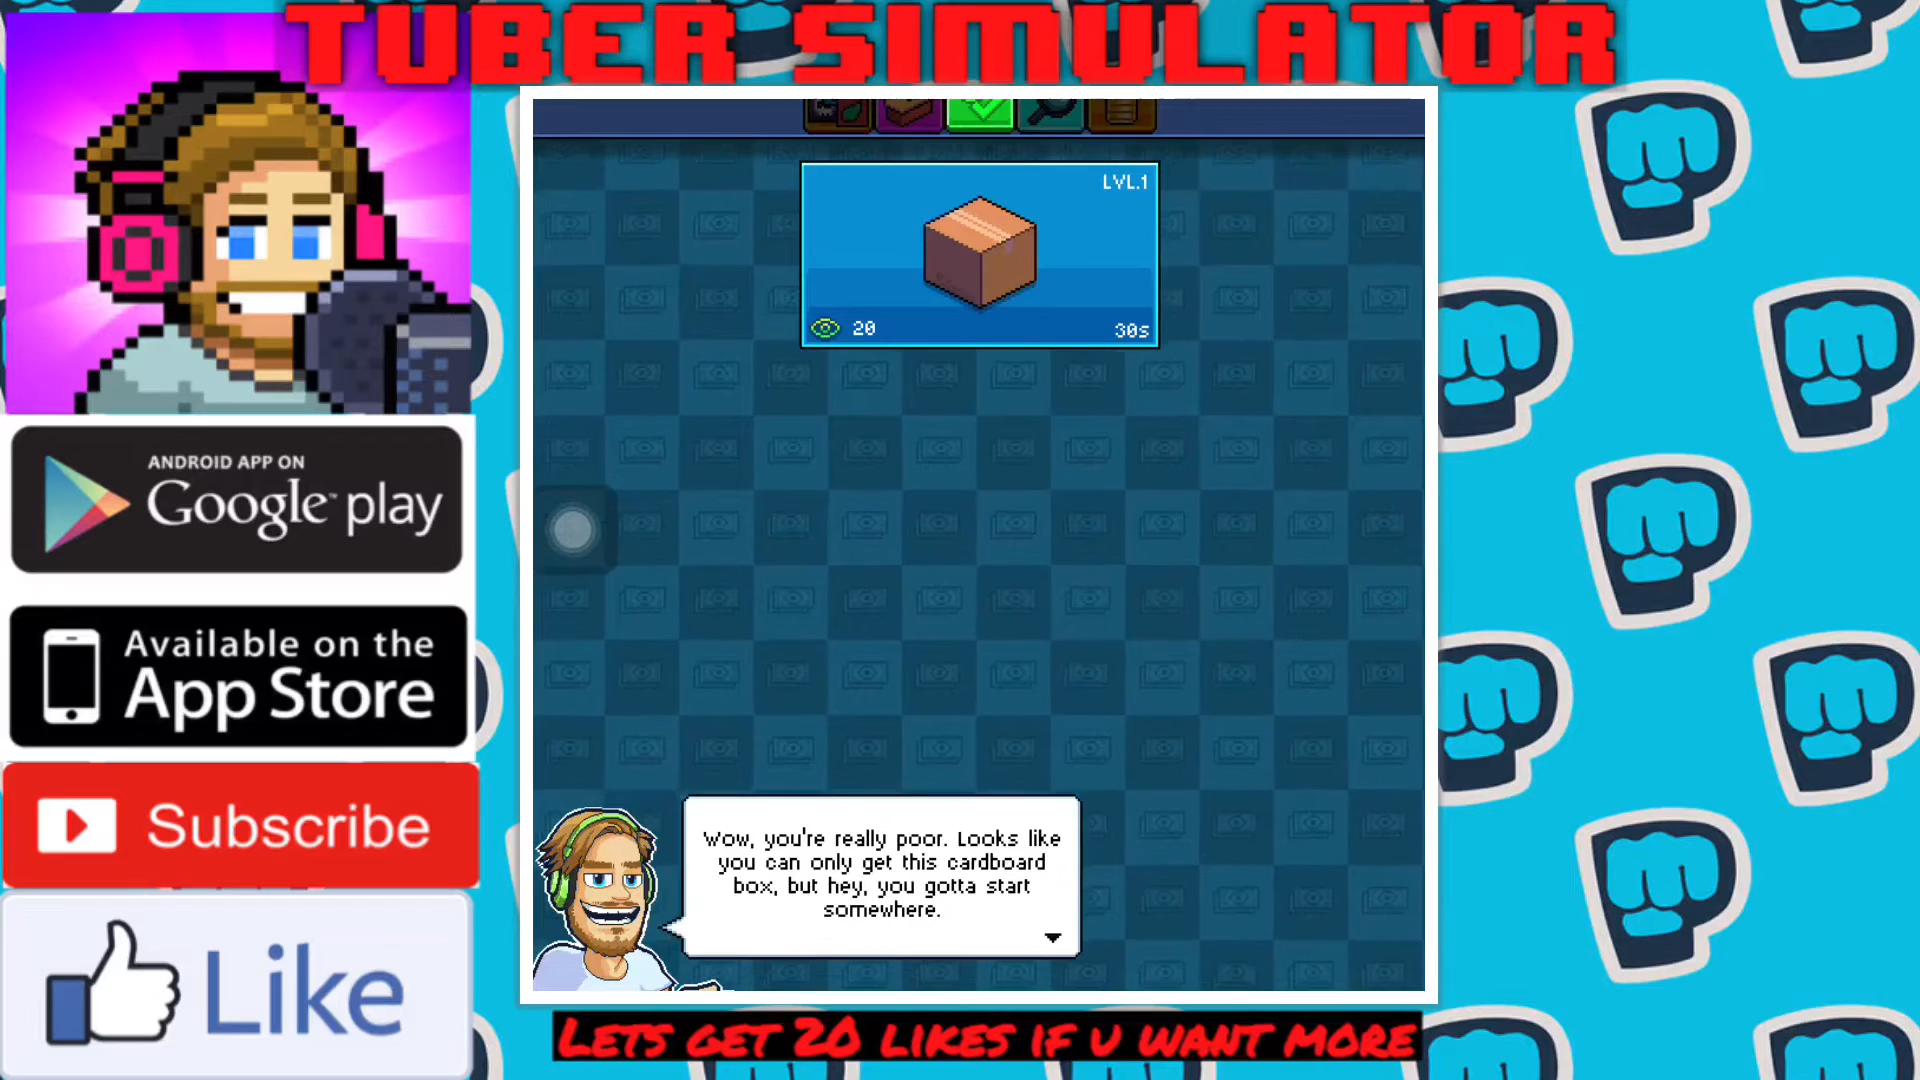 TUBER SIMULATOR
LVL.1
20
30s
ANDROID APP ON
Google play
Available on the
App Store
Subscribe
Like
Wow, you're really poor. Looks like
you can only get this cardboard
box, but hey, you gotta start
somewhere.
LETS GET 20 LIKES IF U WANT MORE